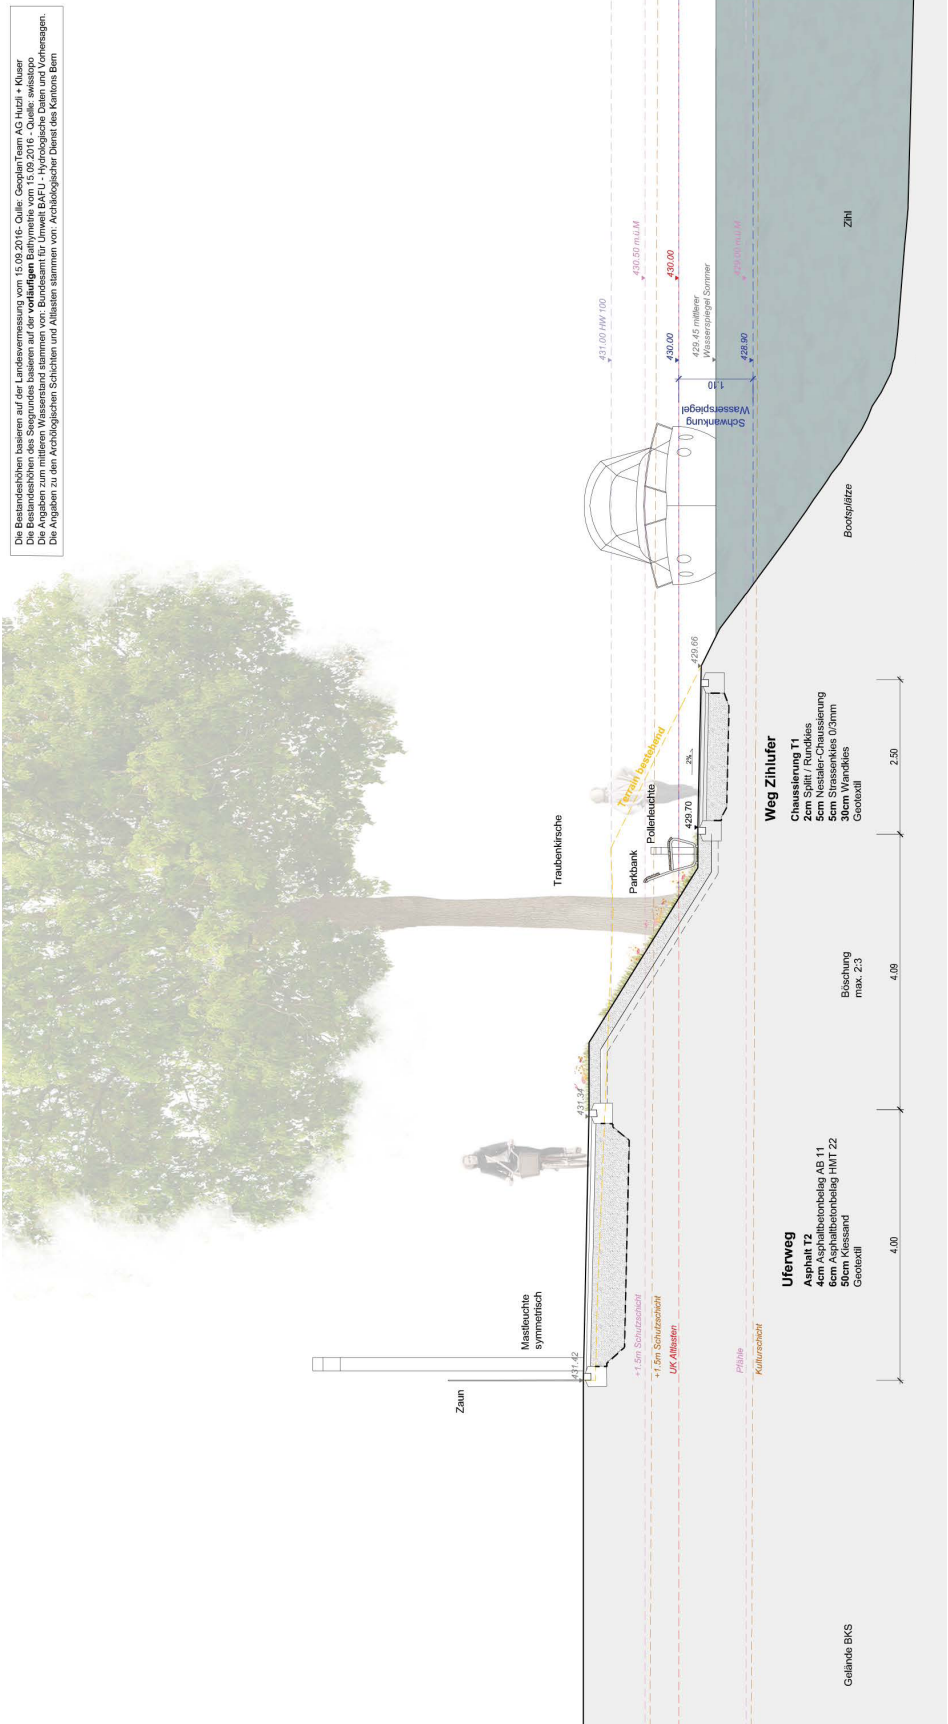 Die Bestandeshöhen basieren auf der Landesvermessung vom 15.09.2016- Qulle: GeoplanTeam AG Hutzli + Kluser
Die Bestandeshöhen des Seegrundes basieren auf der vorläufigen Bathymetrie vom 15.09.2016 - Quelle: swisstopo
Die Angaben zum mittleren Wasserstand stammen von: Bundesamt für Umwelt BAFU - Hydrologische Daten und Vorhersagen.
Die Angaben zu den Archäologischen Schichten und Altlasten stammen von: Archäologischer Dienst des Kantons Bern
Zaun
Mastleuchte
symmetrisch
431.42
431.34
Traubenkirsche
Parkbank
Pollerleuchte
Terrain bestehend
429.70
2%
429.66
Schwankung
Wasserspiegel
1.10
431.00 HW 100
430.50 m.ü.M
430.00
430.00
429.45 mittlerer
Wasserspiegel Sommer
428.90
429.00 m.ü.M
+1.5m Schutzschicht
+1.5m Schutzschicht
UK Altlasten
Pfähle
Kulturschicht
Gelände BKS
Uferweg
Asphalt T2
4cm Asphaltbetonbelag AB 11
6cm Asphaltbetonbelag HMT 22
50cm Kiessand
Geotextil
Böschung
max. 2:3
Weg Zihlufer
Chaussierung T1
2cm Splitt / Rundkies
5cm Nestaler-Chaussierung
5cm Strassenkies 0/3mm
30cm Wandkies
Geotextil
Bootsplätze
Zihl
4.00
4.09
2.50